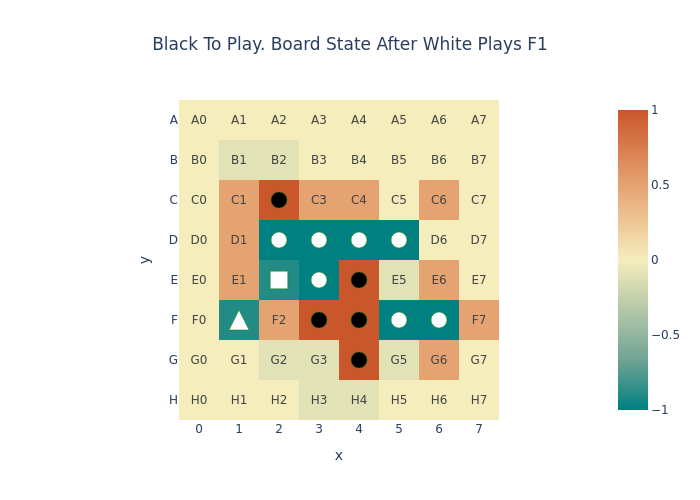 Black To Play. Board State After White Plays F1
A A0 A1 A2 A3 A4 A5 A6 A7
B B0 B1 B2 B3 B4 B5 B6 B7
C C0 C1 C3 C4 C5 C6 C7
D D0 D1 D6 D7
E E0 E1 E5 E6 E7
F F0 F2 F7
G G0 G1 G2 G3 G5 G6 G7
H H0 H1 H2 H3 H4 H5 H6 H7
0 1 2 3 4 5 6 7
x
y
1
0.5
0
−0.5
−1